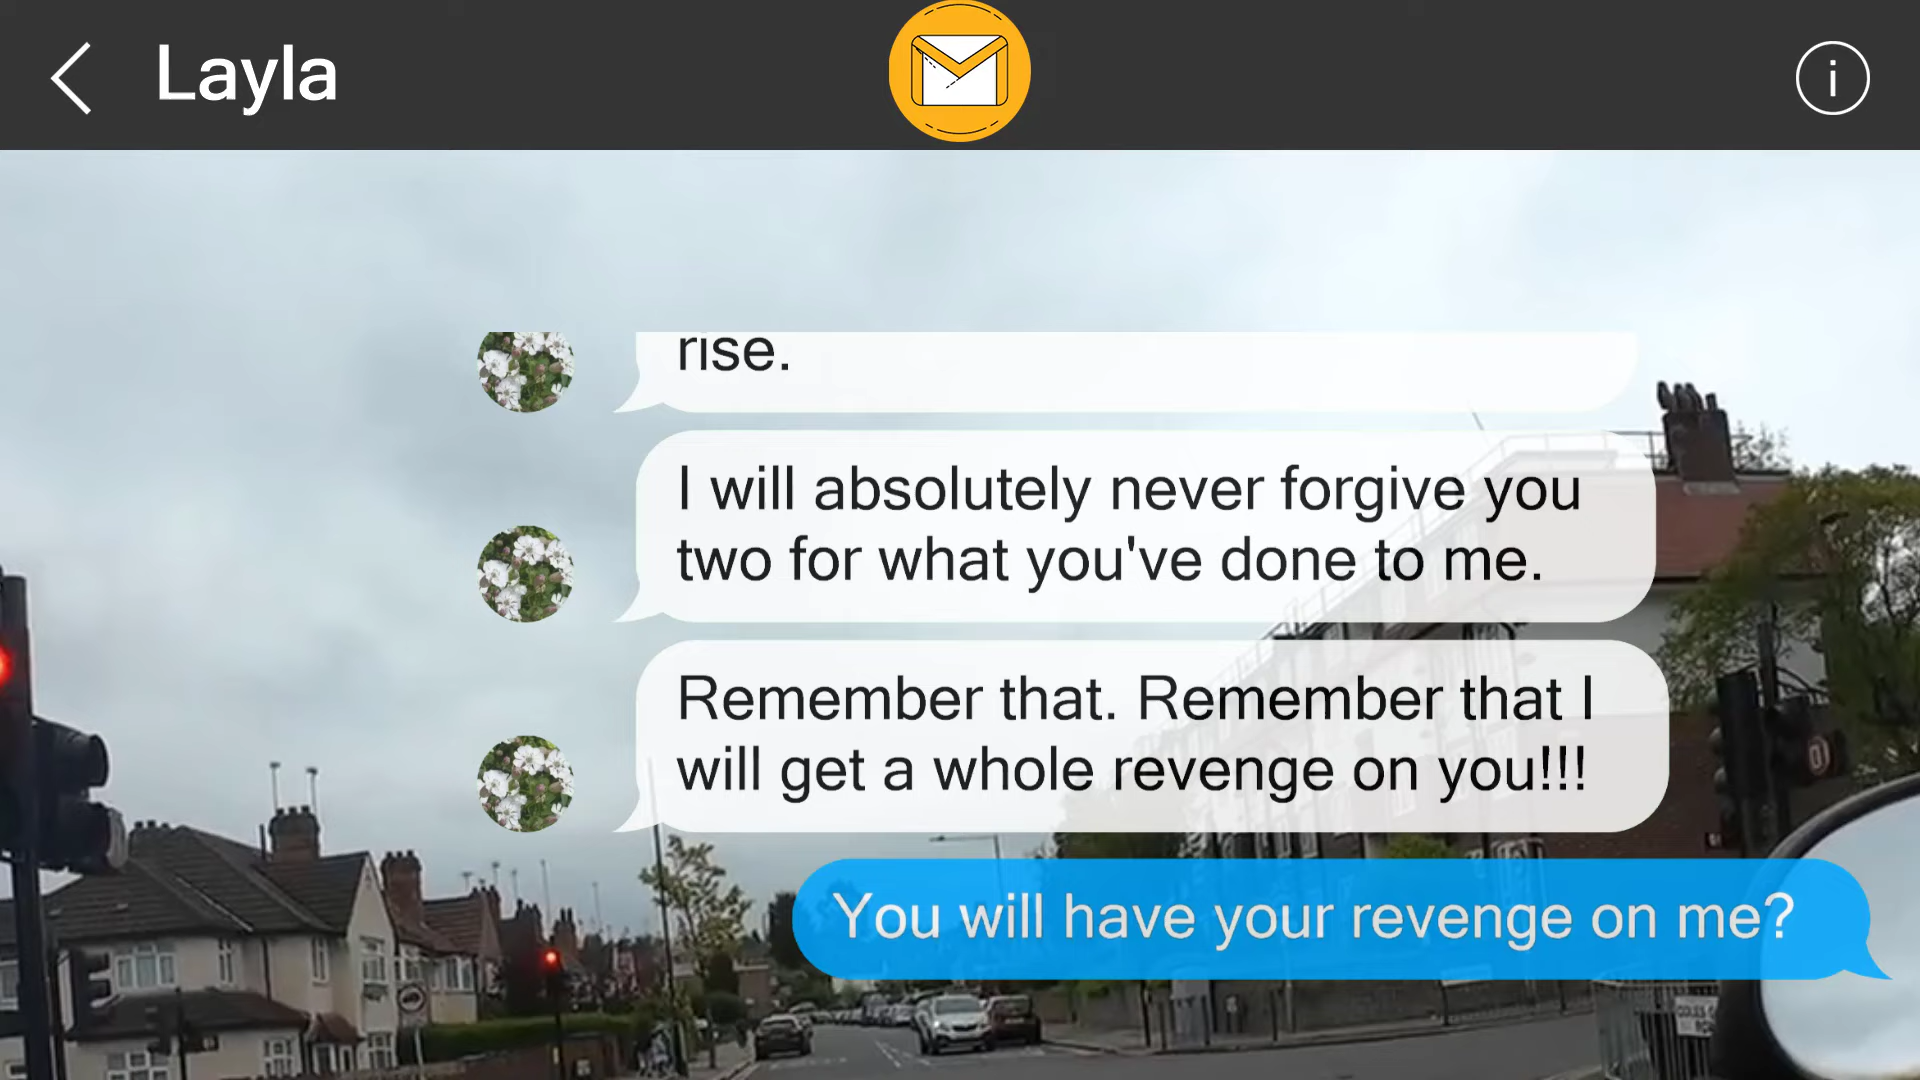 Layla
i
rise.
I will absolutely never forgive you
two for what you've done to me.
Remember that. Remember that I
will get a whole revenge on you!!!
You will have your revenge on me?